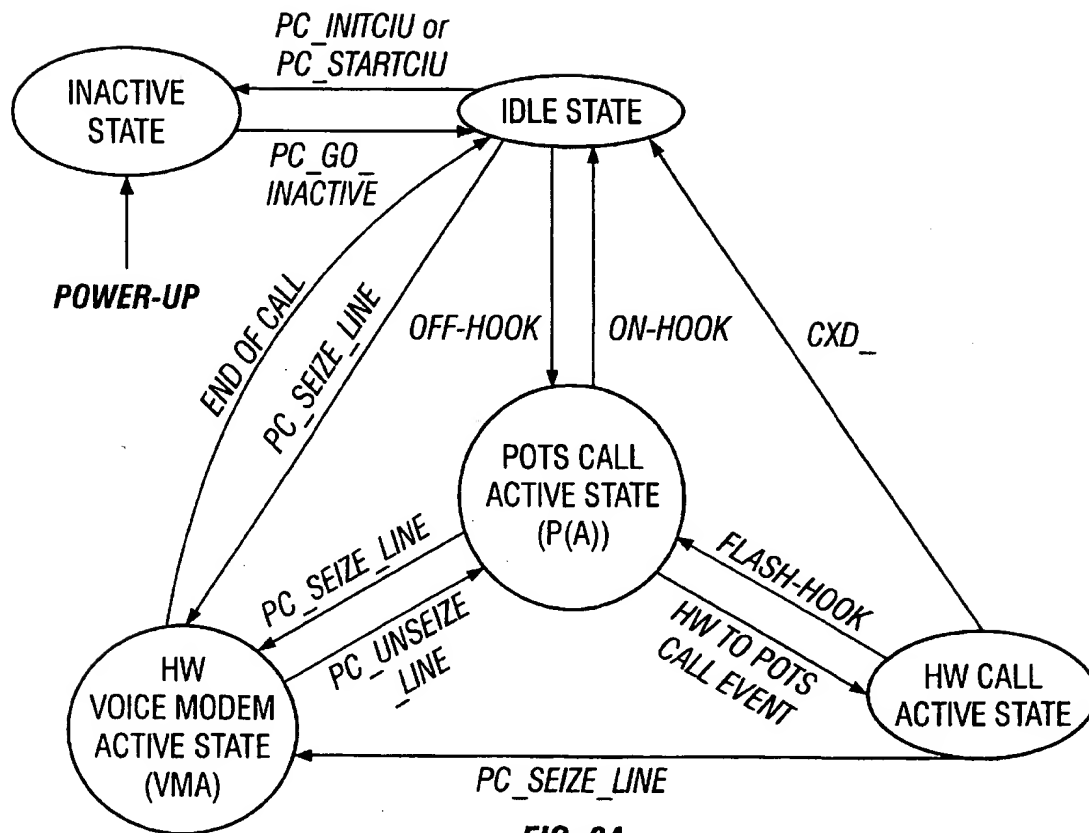 PC_INITCIU or
PC_STARTCIU
INACTIVE
STATE
IDLE STATE
PC_GO_
INACTIVE
POWER-UP
END OF CALL
PC_SEIZE_LINE
OFF-HOOK
ON-HOOK
CXD_
POTS CALL
ACTIVE STATE
(P(A))
PC_SEIZE_LINE
PC_UNSEIZE
_LINE
FLASH-HOOK
HW TO POTS
CALL EVENT
HW
VOICE MODEM
ACTIVE STATE
(VMA)
HW CALL
ACTIVE STATE
PC_SEIZE_LINE